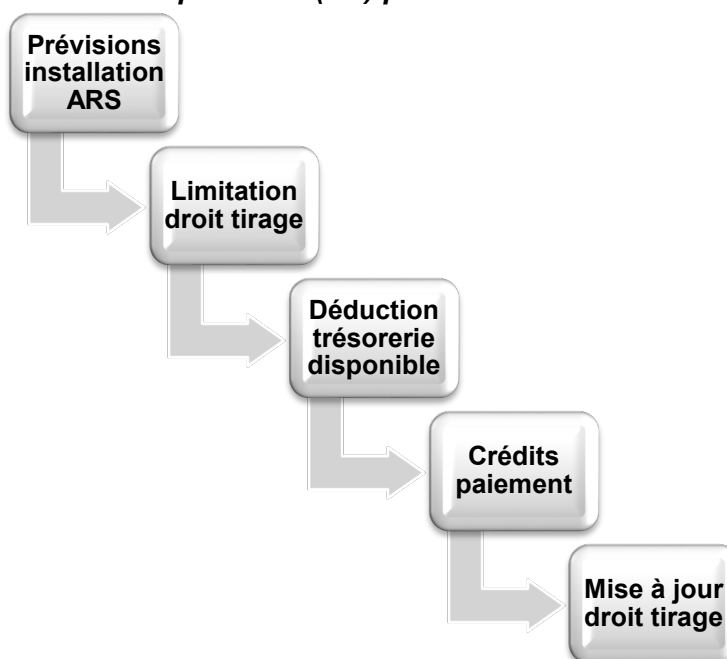 Prévisions
installation
ARS
Limitation
droit tirage
Déduction
trésorerie
disponible
Crédits
paiement
Mise à jour
droit tirage